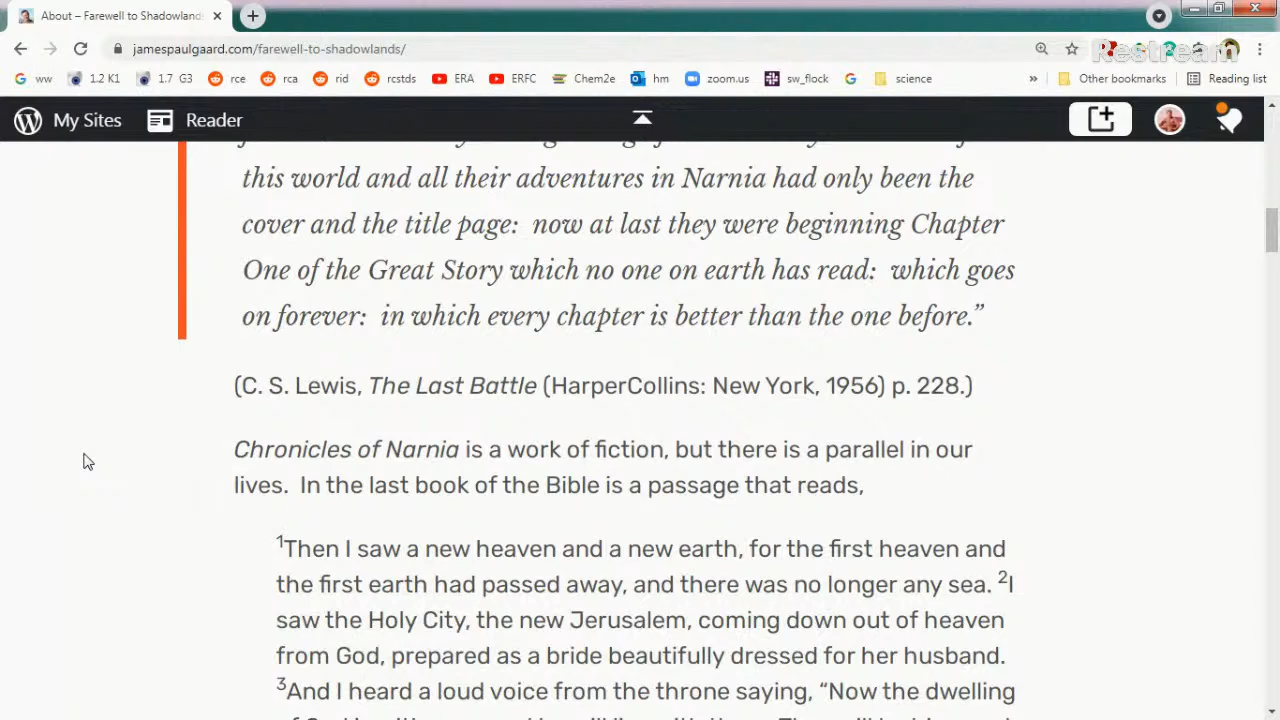 About – Farewell to Shadowlands
Restream
jamespaulgaard.com/farewell-to-shadowlands/
ww 1.2 K1 1.7 G3 rce rca rid rcstds ERA ERFC Chem2e hm zoom.us sw_flock science » Other bookmarks Reading list
My Sites Reader
this world and all their adventures in Narnia had only been the
cover and the title page:  now at last they were beginning Chapter
One of the Great Story which no one on earth has read:  which goes
on forever:  in which every chapter is better than the one before.”
(C. S. Lewis, The Last Battle (HarperCollins: New York, 1956) p. 228.)
Chronicles of Narnia is a work of fiction, but there is a parallel in our
lives.  In the last book of the Bible is a passage that reads,
1Then I saw a new heaven and a new earth, for the first heaven and
the first earth had passed away, and there was no longer any sea. 2I
saw the Holy City, the new Jerusalem, coming down out of heaven
from God, prepared as a bride beautifully dressed for her husband.
3And I heard a loud voice from the throne saying, “Now the dwelling